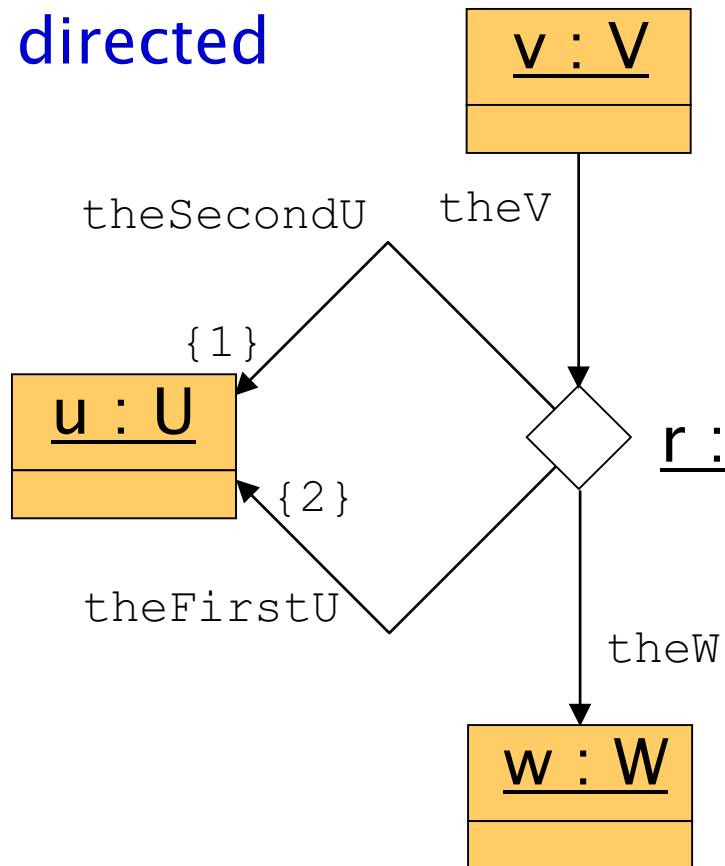 directed
v : V
theSecondU
theV
{1}
u : U
r :
{2}
theFirstU
theW
w : W